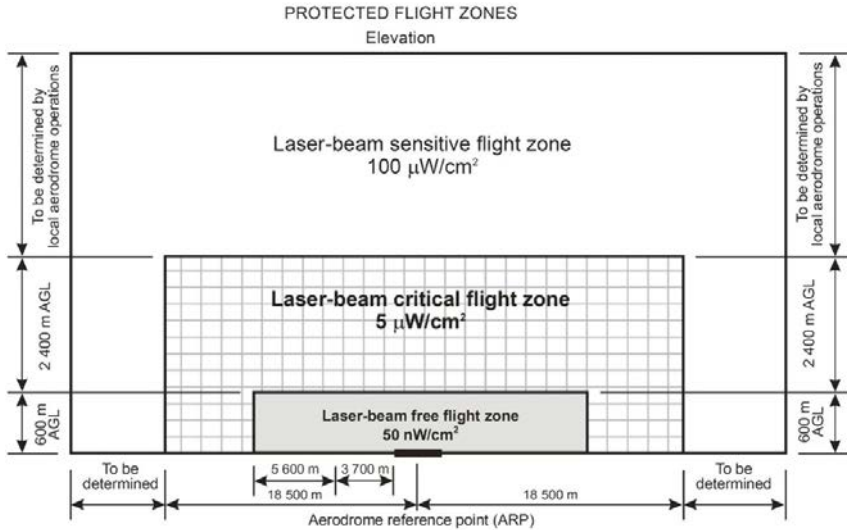 PROTECTED FLIGHT ZONES
Elevation
To be determined by
local aerodrome operations
Laser-beam sensitive flight zone
100 μW/cm²
To be determined by
local aerodrome operations
2 400 m AGL
Laser-beam critical flight zone
5 μW/cm²
2 400 m AGL
600 m
AGL
Laser-beam free flight zone
50 nW/cm²
600 m
AGL
To be
determined
5 600 m
3 700 m
To be
determined
18 500 m
18 500 m
Aerodrome reference point (ARP)